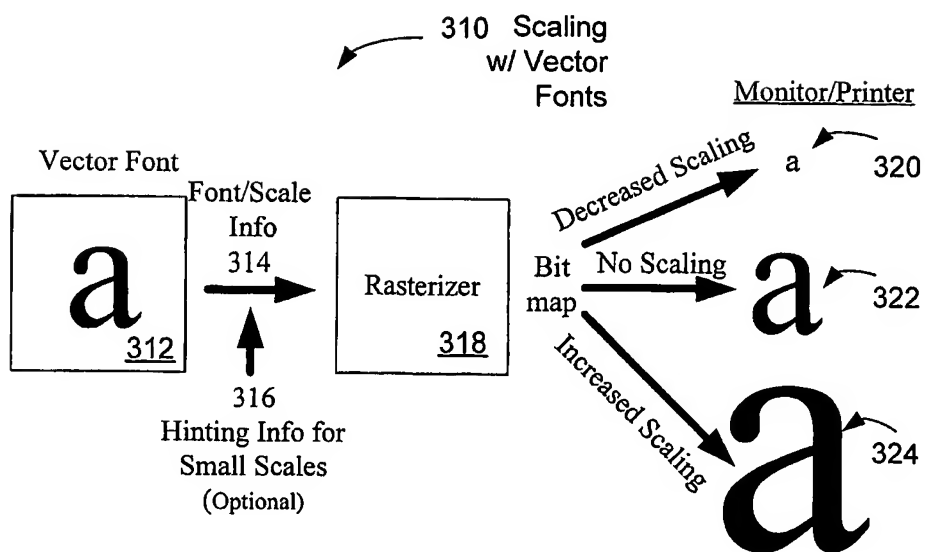 310 Scaling
w/ Vector
Fonts
Monitor/Printer
Vector Font
a
312
Font/Scale
Info
314
316
Hinting Info for
Small Scales
(Optional)
Rasterizer
318
Bit
map
Decreased Scaling
a
320
No Scaling
a
322
Increased Scaling
a
324